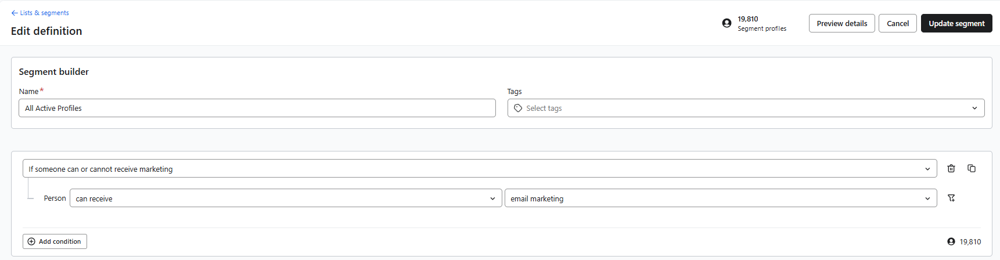 Lists & segments
Edit definition
19,810
Segment profiles
Preview details
Cancel
Update segment
Segment builder
Name*
Tags
All Active Profiles
Select tags
If someone can or cannot receive marketing
Person
can receive
email marketing
Add condition
19,810